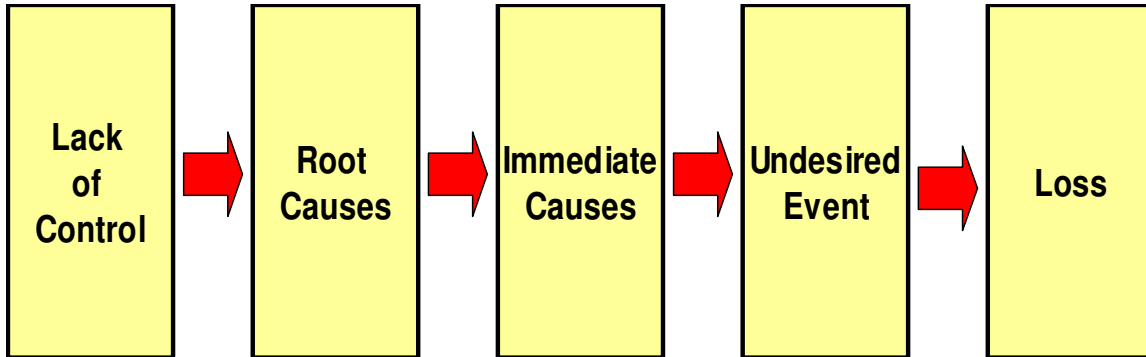 Lack
of
Control
Root
Causes
Immediate
Causes
Undesired
Event
Loss